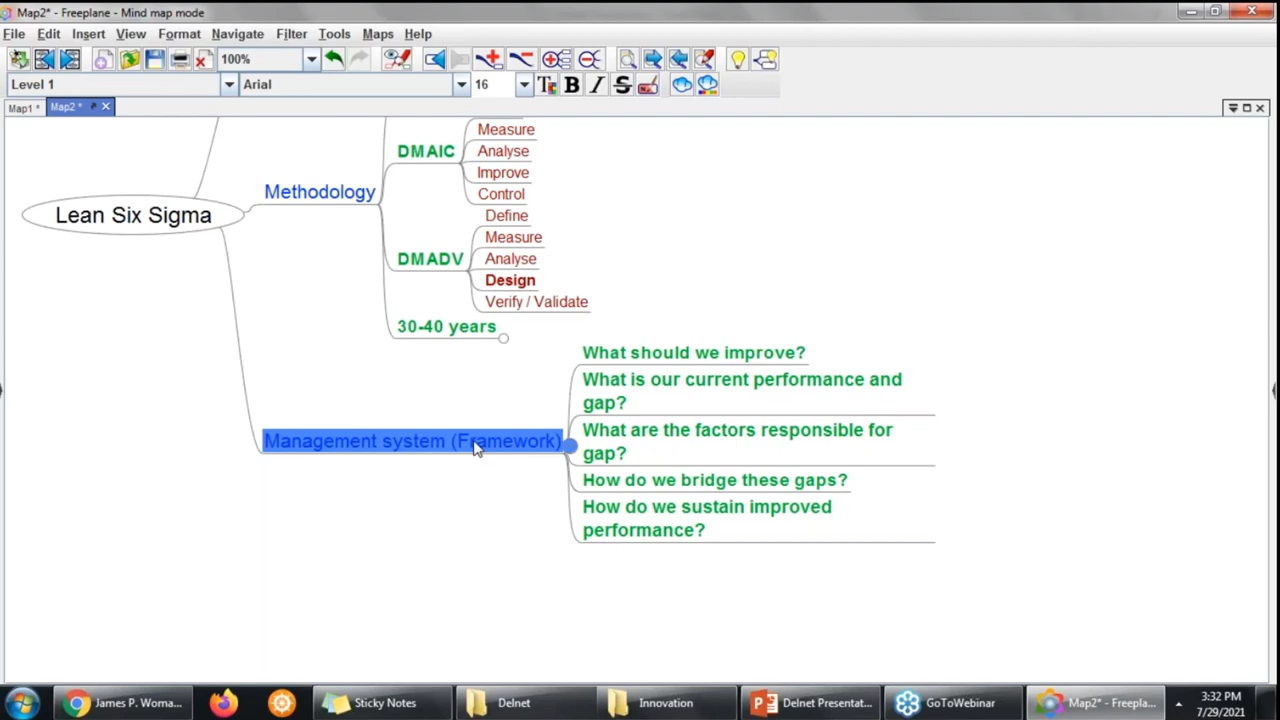 Map2* - Freeplane - Mind map mode
File Edit Insert View Format Navigate Filter Tools Maps Help
100%
Level 1 Arial 16
Map1 * Map2 *
Measure
DMAIC
Analyse
Improve
Methodology
Control
Lean Six Sigma
Define
Measure
DMADV
Analyse
Design
Verify / Validate
30-40 years
What should we improve?
What is our current performance and
gap?
What are the factors responsible for
gap?
Management system (Framework)
How do we bridge these gaps?
How do we sustain improved
performance?
James P. Woma... Sticky Notes Delnet Innovation Delnet Presentat... GoToWebinar Map2* - Freepla... 3:32 PM
7/29/2021